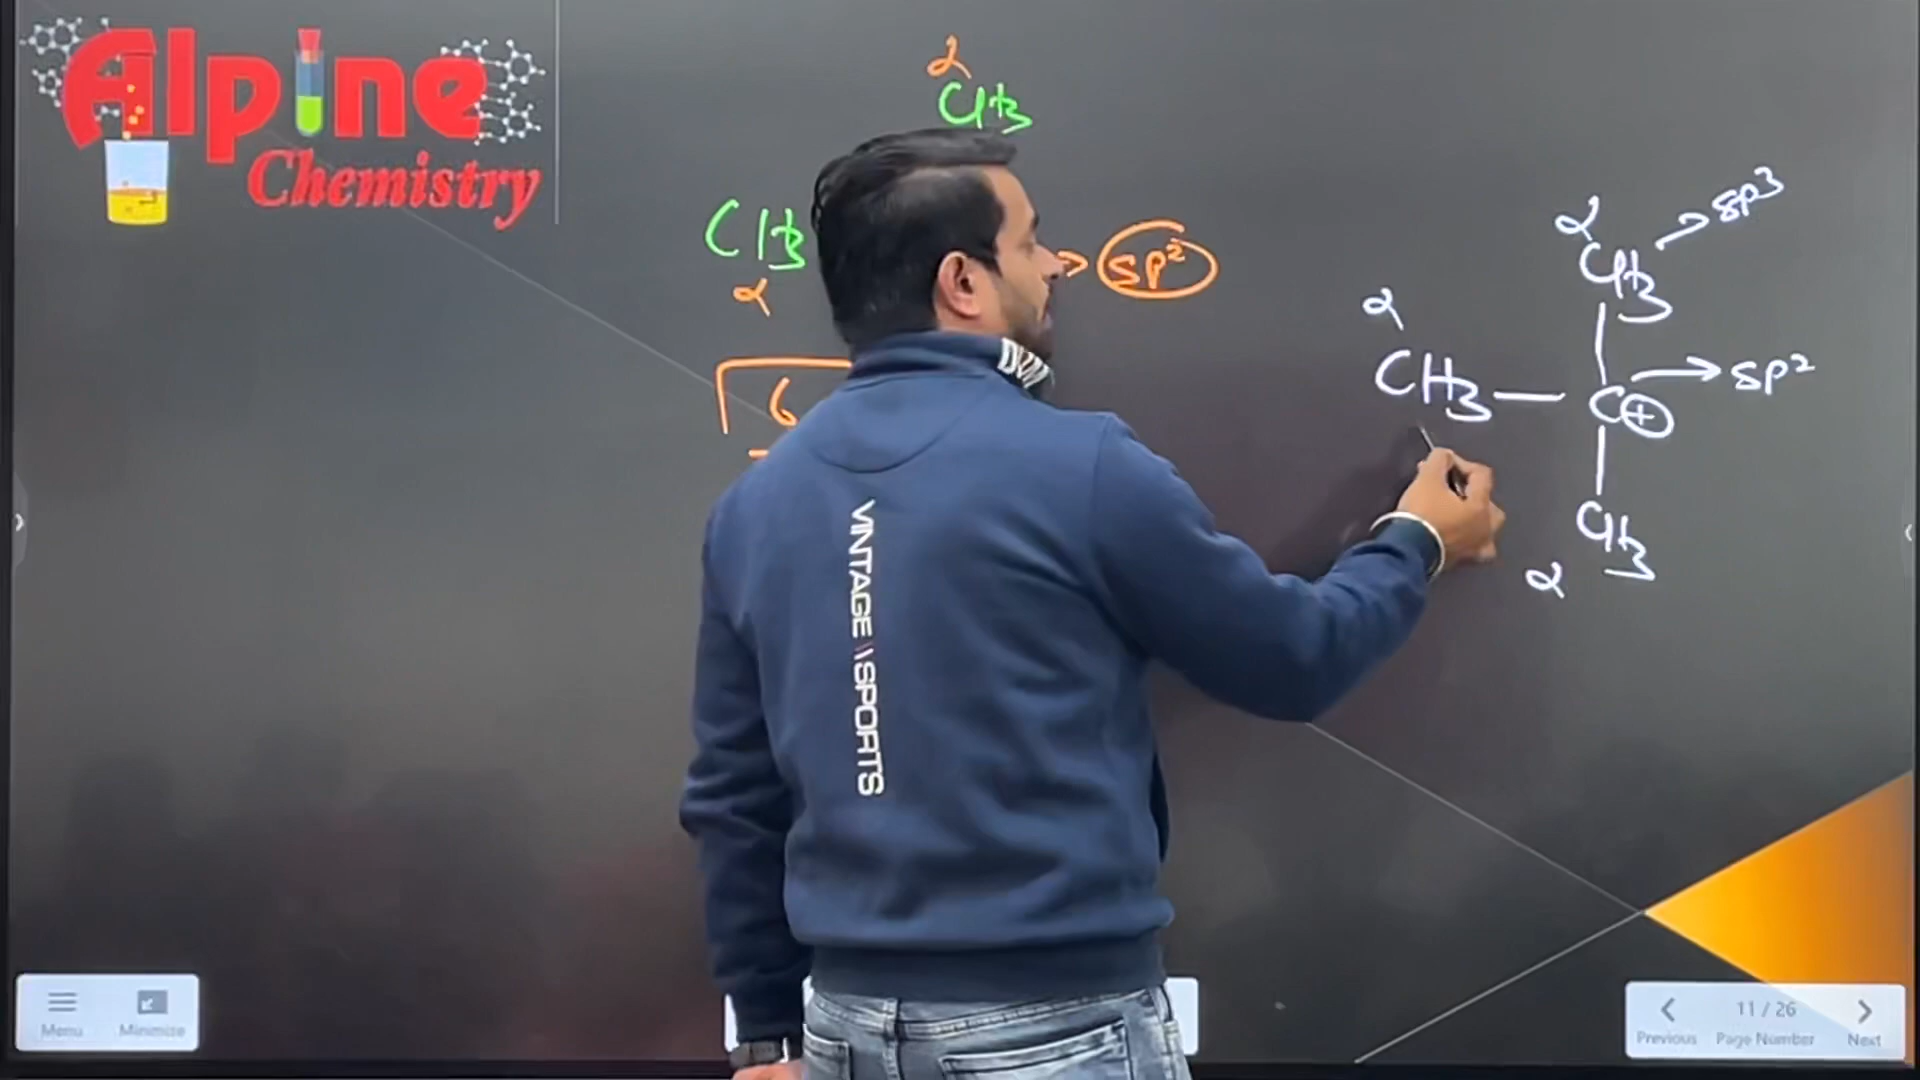 Alpine
Chemistry
α
CH3
CH3
α
→ sp²
6
α
CH3 → sp3
α
CH3 — C⊕ → sp²
CH3
α
VINTAGE \\ SPORTS
Menu
Minimize
Previous
11 / 26
Page Number
Next